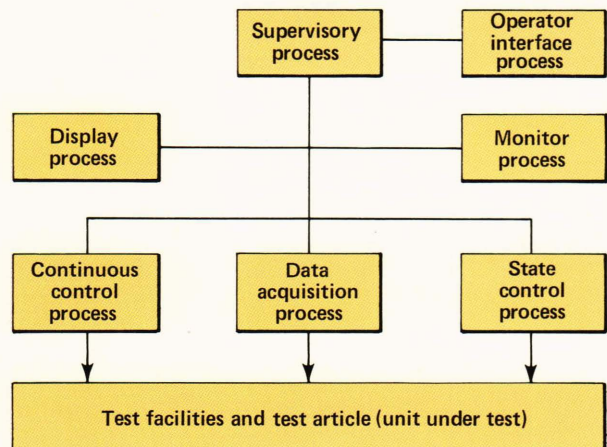 Supervisory
process
Operator
interface
process
Display
process
Monitor
process
Continuous
control
process
Data
acquisition
process
State
control
process
Test facilities and test article (unit under test)